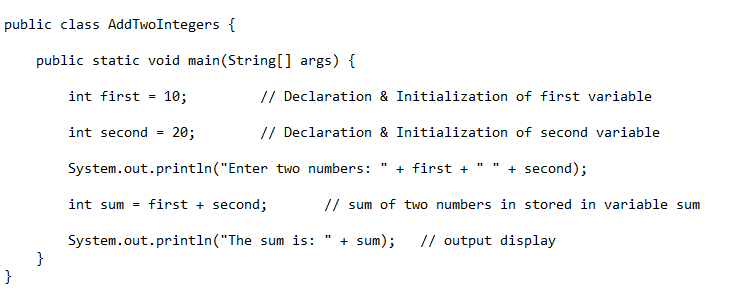 public class AddTwoIntegers {
public static void main(String[] args) {
int first = 10; // Declaration & Initialization of first variable
int second = 20; // Declaration & Initialization of second variable
System.out.println("Enter two numbers: " + first + " " + second);
int sum = first + second; // sum of two numbers in stored in variable sum
System.out.println("The sum is: " + sum); // output display
}
}